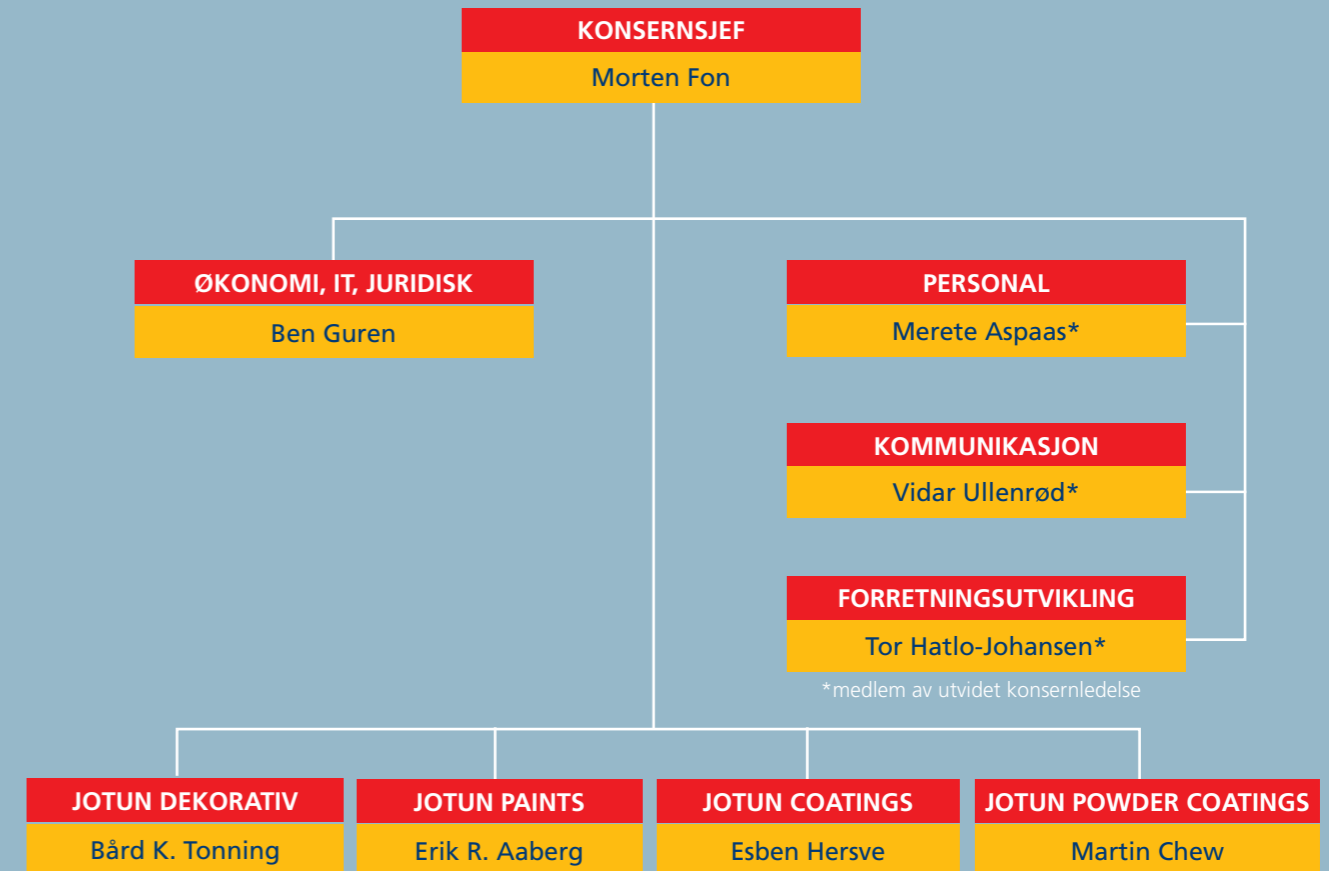 KONSERNSJEF
Morten Fon
ØKONOMI, IT, JURIDISK
Ben Guren
PERSONAL
Merete Aspaas*
KOMMUNIKASJON
Vidar Ullenrød*
FORRETNINGSUTVIKLING
Tor Hatlo-Johansen*
*medlem av utvidet konsernledelse
JOTUN DEKORATIV
Bård K. Tonning
JOTUN PAINTS
Erik R. Aaberg
JOTUN COATINGS
Esben Hersve
JOTUN POWDER COATINGS
Martin Chew